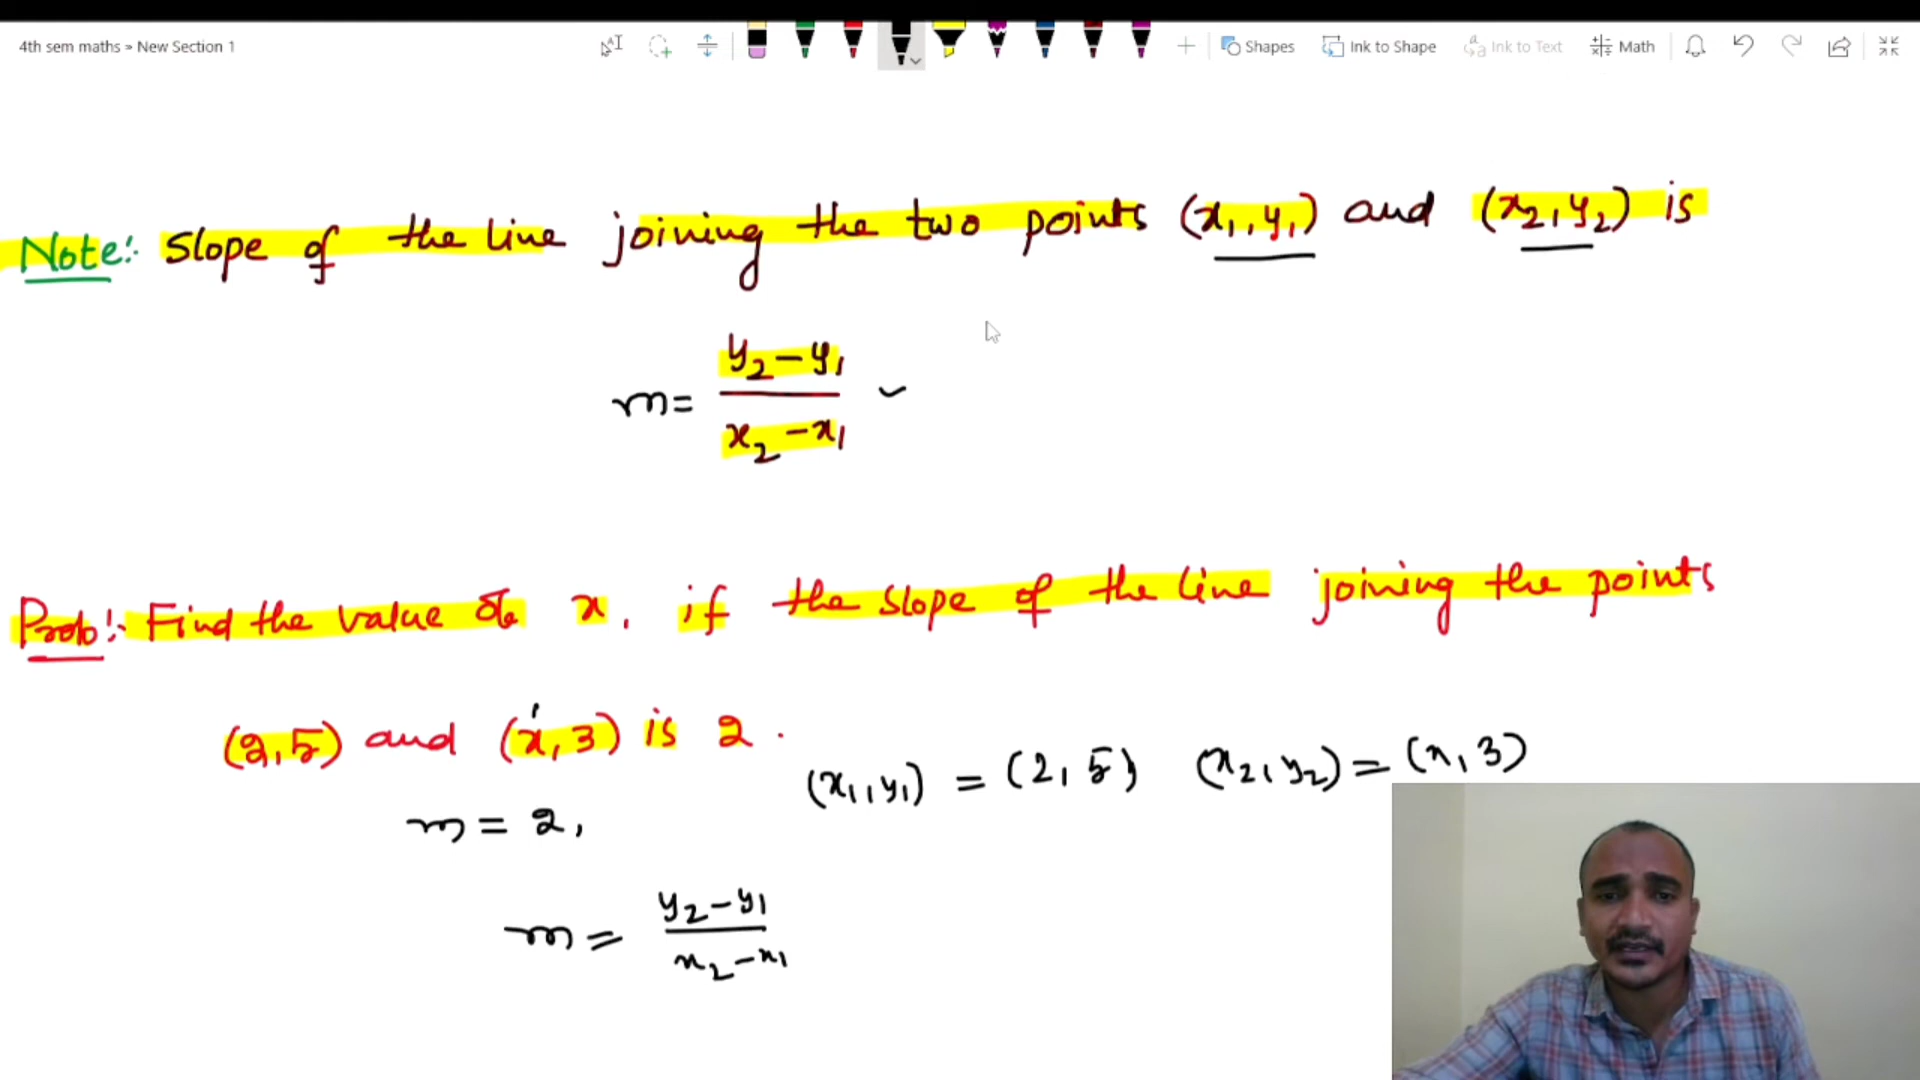 4th sem maths » New Section 1
Shapes Ink to Shape Ink to Text Math
Note:- Slope of the line joining the two points (x₁, y₁) and (x₂, y₂) is
m = y₂ - y₁ / x₂ - x₁
Prob:- Find the value of x, if the slope of the line joining the points
(2,5) and (x,3) is 2.
(x₁, y₁) = (2, 5) (x₂, y₂) = (x, 3)
m = 2,
m = y₂ - y₁ / x₂ - x₁